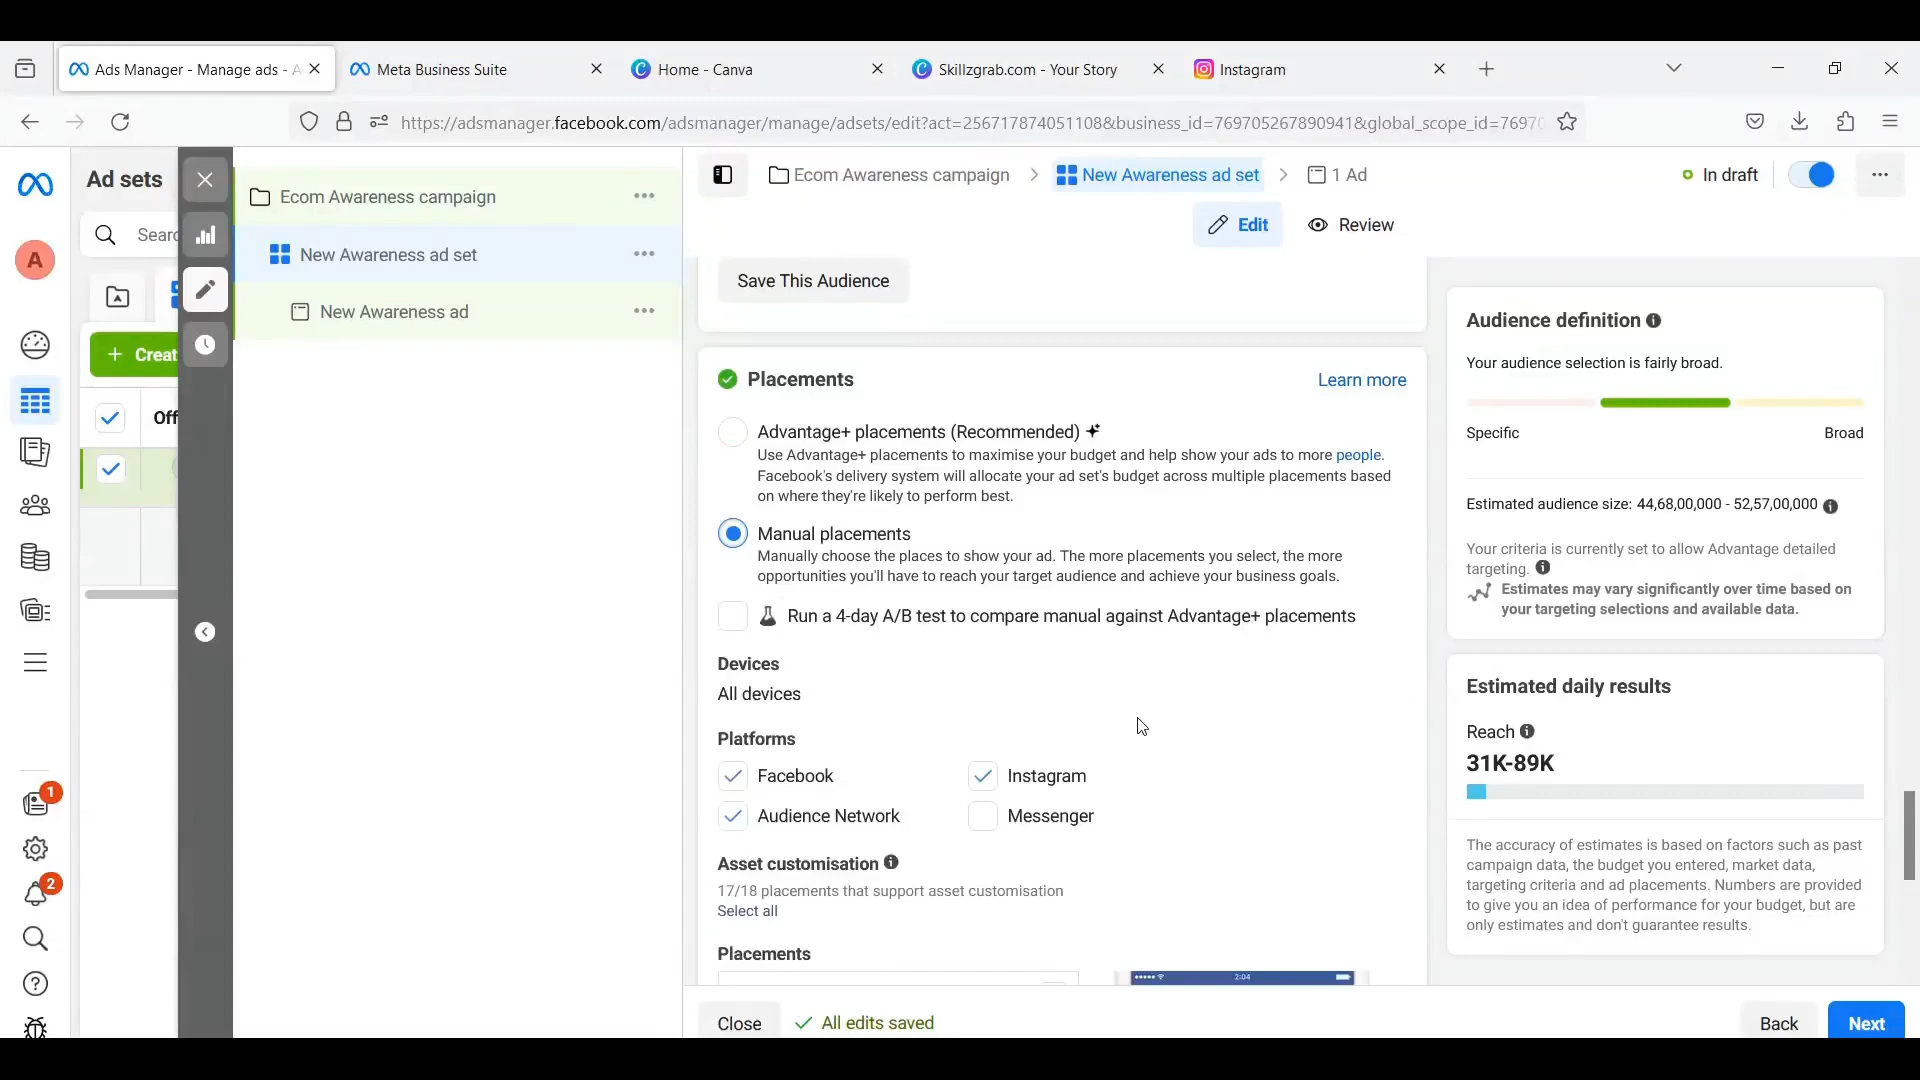 Ads Manager - Manage ads - A
Meta Business Suite
Home - Canva
Skillzgrab.com - Your Story
Instagram
https://adsmanager.facebook.com/adsmanager/manage/adsets/edit?act=256717874051108&business_id=769705267890941&global_scope_id=7697
Ad sets
Ecom Awareness campaign
Ecom Awareness campaign
New Awareness ad set
1 Ad
In draft
Sear
A
Edit
Review
New Awareness ad set
Save This Audience
New Awareness ad
+ Creat
Off
Placements
Learn more
Advantage+ placements (Recommended)
Use Advantage+ placements to maximise your budget and help show your ads to more people.
Facebook's delivery system will allocate your ad set's budget across multiple placements based
on where they're likely to perform best.
Manual placements
Manually choose the places to show your ad. The more placements you select, the more
opportunities you'll have to reach your target audience and achieve your business goals.
Run a 4-day A/B test to compare manual against Advantage+ placements
Devices
All devices
Platforms
Facebook
Instagram
Audience Network
Messenger
Asset customisation
17/18 placements that support asset customisation
Select all
Placements
2:04
Audience definition
Your audience selection is fairly broad.
Specific
Broad
Estimated audience size: 44,68,00,000 - 52,57,00,000
Your criteria is currently set to allow Advantage detailed
targeting.
Estimates may vary significantly over time based on
your targeting selections and available data.
Estimated daily results
Reach
31K-89K
The accuracy of estimates is based on factors such as past
campaign data, the budget you entered, market data,
targeting criteria and ad placements. Numbers are provided
to give you an idea of performance for your budget, but are
only estimates and don't guarantee results.
1
2
Close
All edits saved
Back
Next